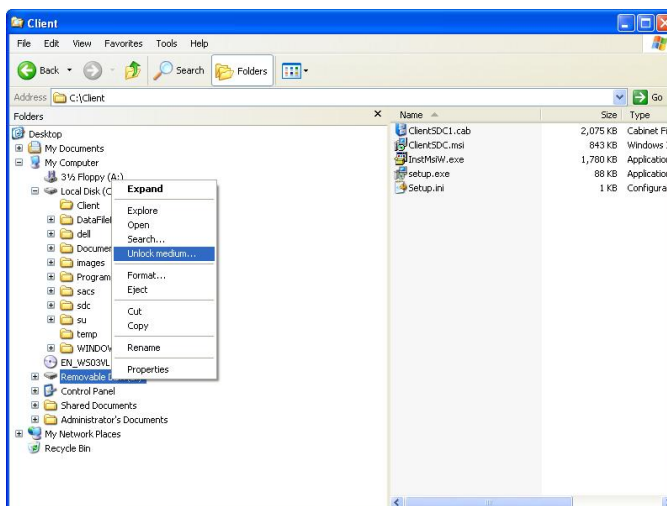 Client
File Edit View Favorites Tools Help
Back Search Folders
Address C:\Client Go
Folders × Name Size Type
Desktop
My Documents
My Computer
3½ Floppy (A:)
Local Disk (C
Client
DataFile
dell
Documen
images
Program
sacs
sdc
su
temp
WINDOW
EN_WS03VL
Removable D
Control Panel
Shared Documents
Administrator's Documents
My Network Places
Recycle Bin
Expand
Explore
Open
Search...
Unlock medium...
Format...
Eject
Cut
Copy
Rename
Properties
ClientSDC1.cab 2,075 KB Cabinet Fi
ClientSDC.msi 843 KB Windows
InstMsiW.exe 1,780 KB Applicatio
setup.exe 88 KB Applicatio
Setup.ini 1 KB Configura